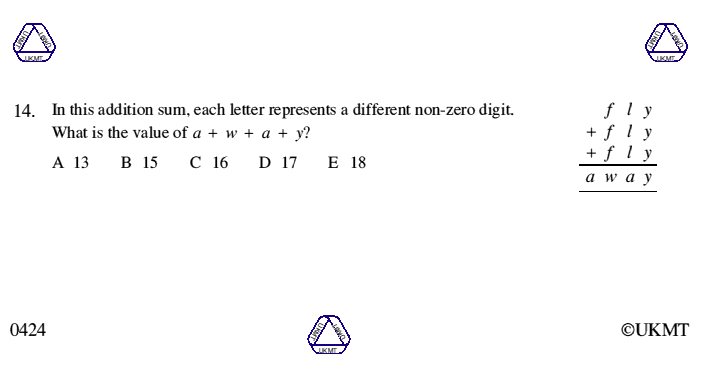 UKMT UKMT UKMT
UKMT UKMT UKMT
14. In this addition sum, each letter represents a different non-zero digit.
What is the value of a + w + a + y?
A 13 B 15 C 16 D 17 E 18
f l y
+ f l y
+ f l y
a w a y
0424
UKMT UKMT UKMT
©UKMT